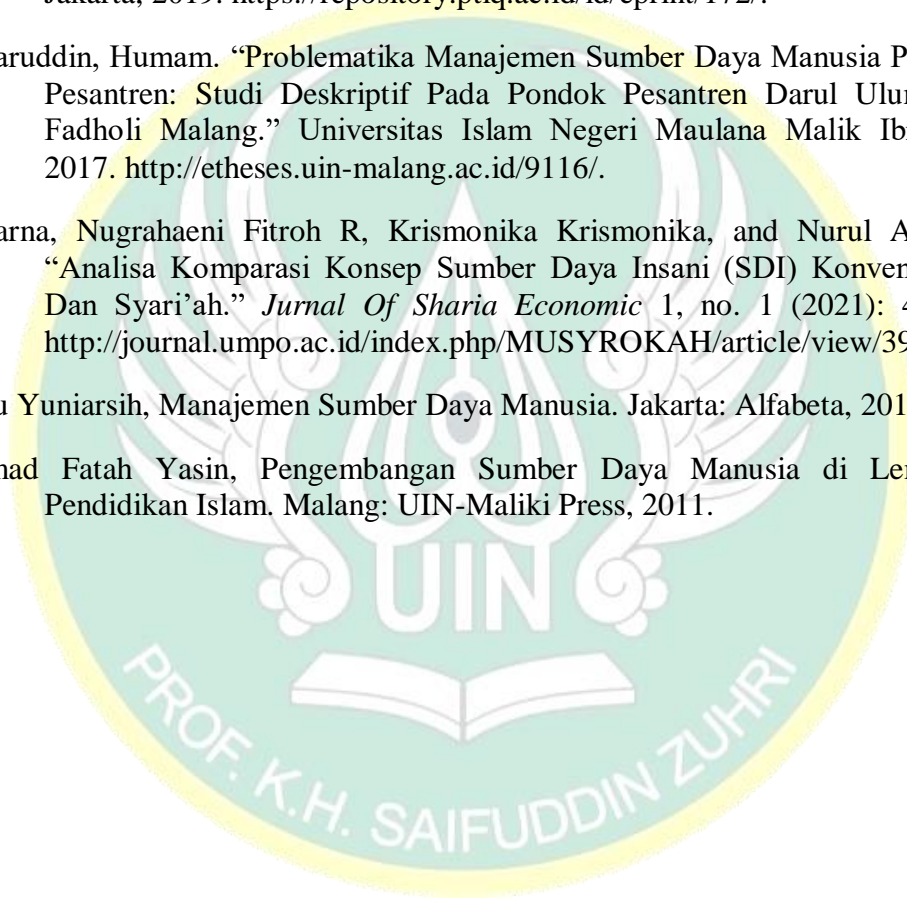 Jakarta, 2019. https://repository.ptiq.ac.id/id/eprint/172/.
aruddin, Humam. “Problematika Manajemen Sumber Daya Manusia P
Pesantren: Studi Deskriptif Pada Pondok Pesantren Darul Ulu
Fadholi Malang.” Universitas Islam Negeri Maulana Malik Ib
2017. http://etheses.uin-malang.ac.id/9116/.
arna, Nugrahaeni Fitroh R, Krismonika Krismonika, and Nurul A
“Analisa Komparasi Konsep Sumber Daya Insani (SDI) Konven
Dan Syari’ah.” Jurnal Of Sharia Economic 1, no. 1 (2021): 4
http://journal.umpo.ac.id/index.php/MUSYROKAH/article/view/39
u Yuniarsih, Manajemen Sumber Daya Manusia. Jakarta: Alfabeta, 201
mad Fatah Yasin, Pengembangan Sumber Daya Manusia di Le
Pendidikan Islam. Malang: UIN-Maliki Press, 2011.
UIN
PROF. K.H. SAIFUDDIN ZUHRI